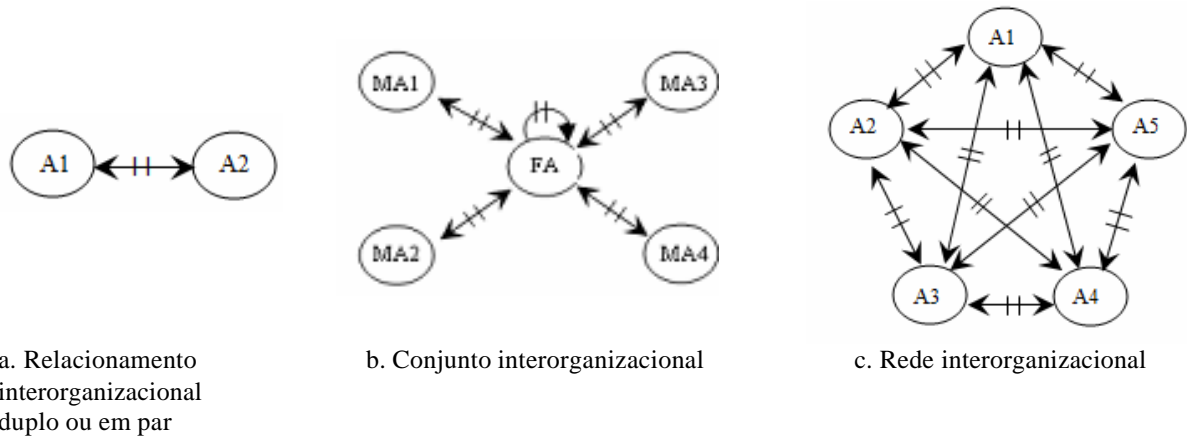 A1
A2
MA1
MA3
FA
MA2
MA4
A1
A2
A5
A3
A4
a. Relacionamento
interorganizacional
duplo ou em par
b. Conjunto interorganizacional
c. Rede interorganizacional